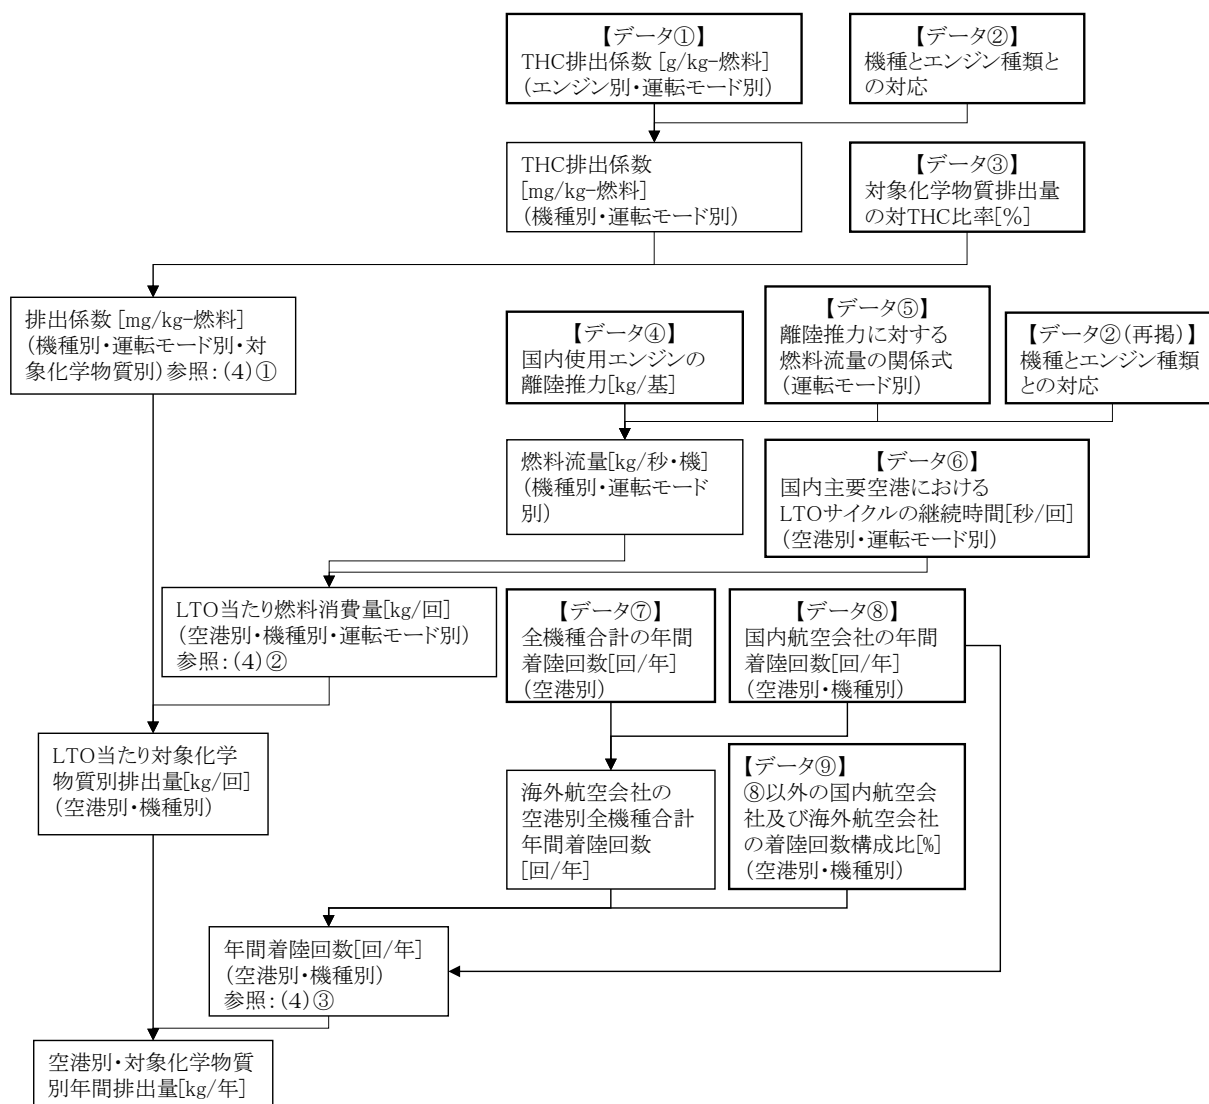 【データ①】
THC排出係数 [g/kg-燃料]
(エンジン別・運転モード別)
【データ②】
機種とエンジン種類と
の対応
THC排出係数
[mg/kg-燃料]
(機種別・運転モード別)
【データ③】
対象化学物質排出量
の対THC比率[%]
排出係数 [mg/kg-燃料]
(機種別・運転モード別・対
象化学物質別)参照:(4)①
【データ④】
国内使用エンジンの
離陸推力[kg/基]
【データ⑤】
離陸推力に対する
燃料流量の関係式
(運転モード別)
【データ②(再掲)】
機種とエンジン種類
との対応
燃料流量[kg/秒・機]
(機種別・運転モード
別)
【データ⑥】
国内主要空港における
LTOサイクルの継続時間[秒/回]
(空港別・運転モード別)
LTO当たり燃料消費量[kg/回]
(空港別・機種別・運転モード別)
参照:(4)②
【データ⑦】
全機種合計の年間
着陸回数[回/年]
(空港別)
【データ⑧】
国内航空会社の年間
着陸回数[回/年]
(空港別・機種別)
LTO当たり対象化学
物質別排出量[kg/回]
(空港別・機種別)
海外航空会社の
空港別全機種合計
年間着陸回数
[回/年]
【データ⑨】
⑧以外の国内航空会
社及び海外航空会社
の着陸回数構成比[%]
(空港別・機種別)
年間着陸回数[回/年]
(空港別・機種別)
参照:(4)③
空港別・対象化学物質
別年間排出量[kg/年]